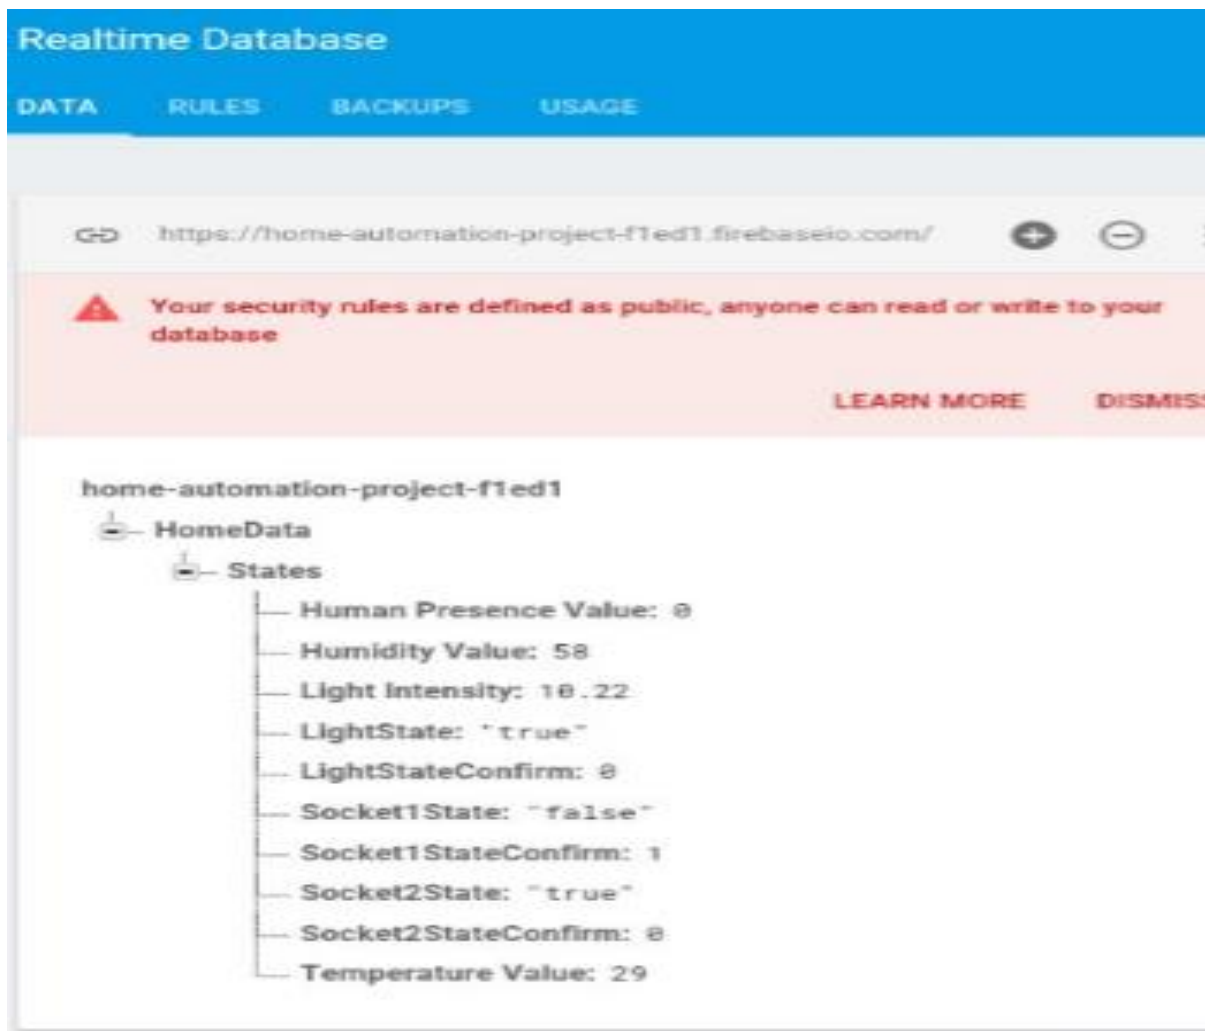 Realtime Database
DATA RULES BACKUPS USAGE
https://home-automation-project-f1ed1.firebaseio.com/
Your security rules are defined as public, anyone can read or write to your
database
LEARN MORE DISMISS
home-automation-project-f1ed1
HomeData
States
Human Presence Value: 0
Humidity Value: 58
Light Intensity: 10.22
LightState: "true"
LightStateConfirm: 0
Socket1State: "false"
Socket1StateConfirm: 1
Socket2State: "true"
Socket2StateConfirm: 0
Temperature Value: 29